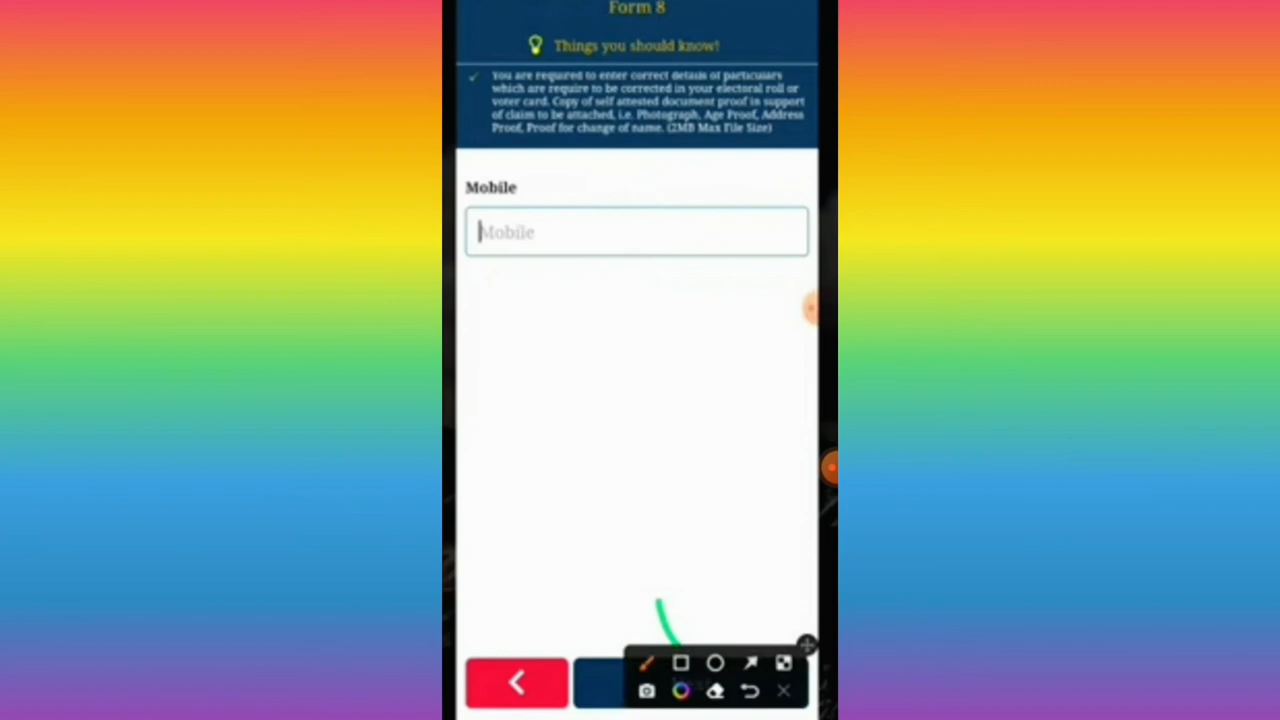 Form 8
Things you should know!
You are required to enter correct details of particulars
which are require to be corrected in your electoral roll or
voter card. Copy of self attested document proof in support
of claim to be attached, i.e. Photograph, Age Proof, Address
Proof, Proof for change of name. (2MB Max File Size)
Mobile
Mobile